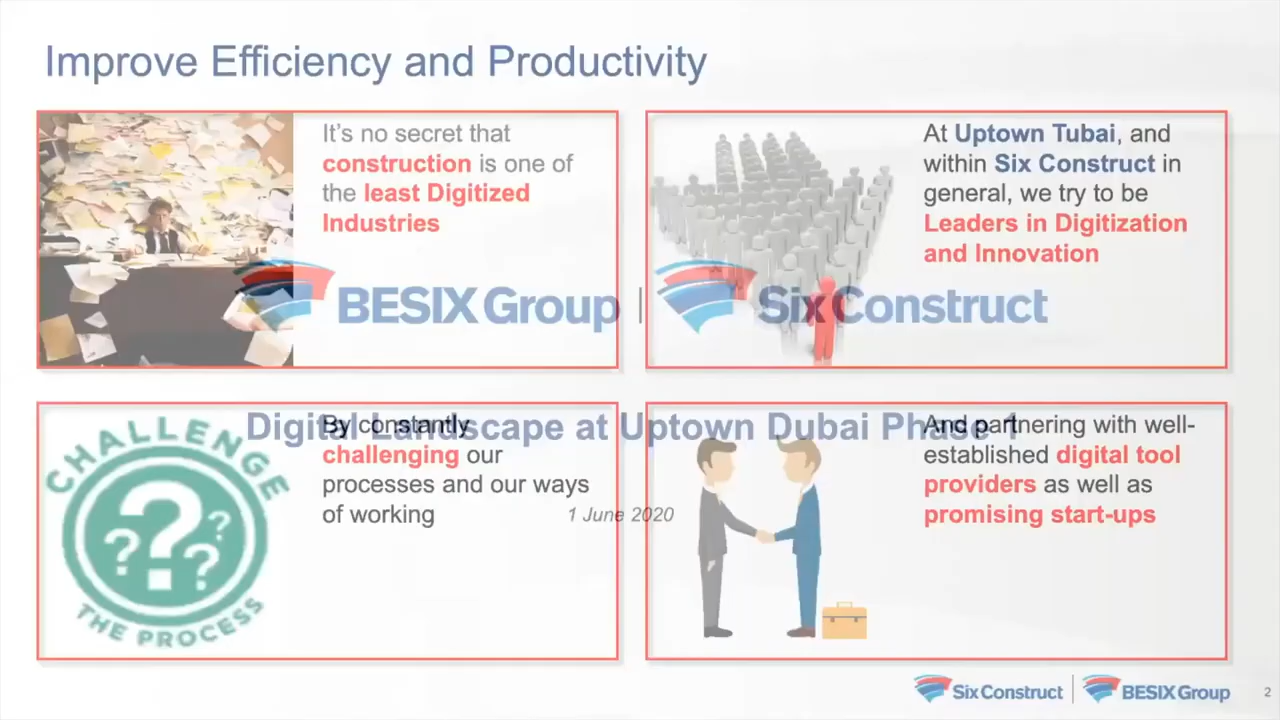 Improve Efficiency and Productivity
It's no secret that
construction is one of
the least Digitized
Industries
At Uptown Tubai, and
within Six Construct in
general, we try to be
Leaders in Digitization
and Innovation
BESIX Group | Six Construct
Digital Landscape at Uptown Dubai Phase 1
1 June 2020
CHALLENGE
THE PROCESS
By constantly
challenging our
processes and our ways
of working
And partnering with well-
established digital tool
providers as well as
promising start-ups
Six Construct | BESIX Group
2